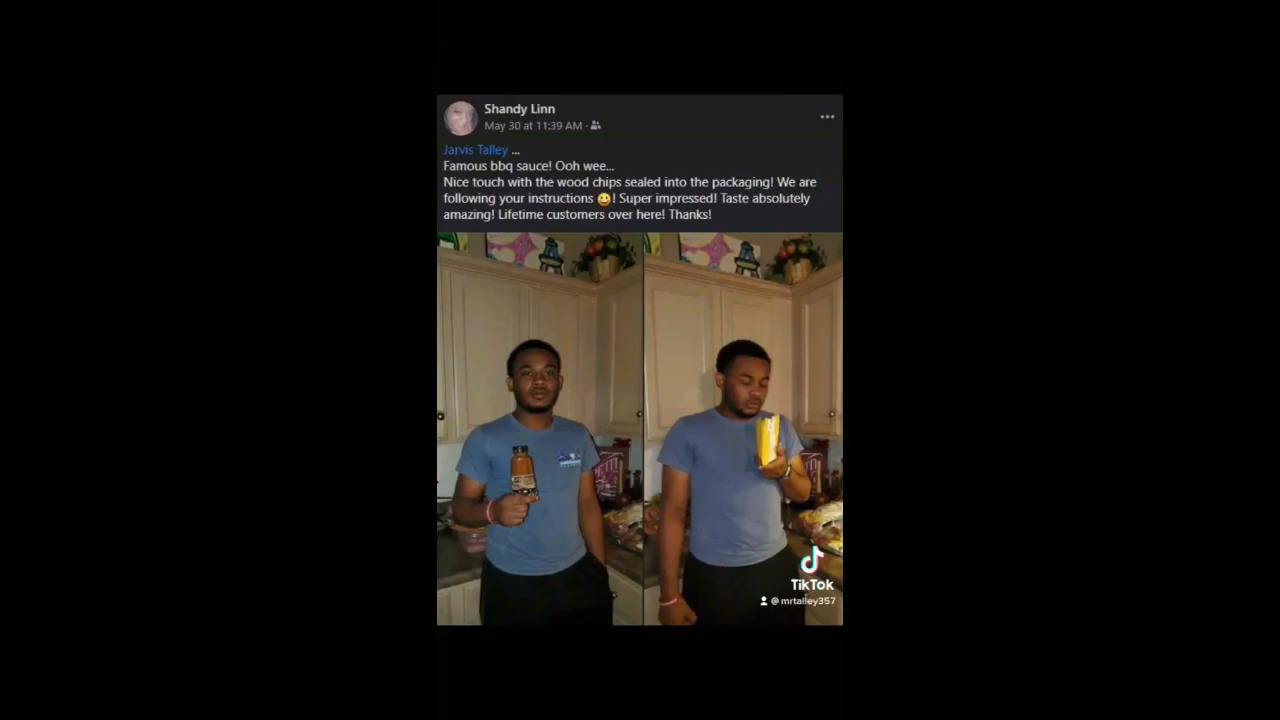 Shandy Linn
May 30 at 11:39 AM ·
Jarvis Talley ...
Famous bbq sauce! Ooh wee...
Nice touch with the wood chips sealed into the packaging! We are
following your instructions 😀! Super impressed! Taste absolutely
amazing! Lifetime customers over here! Thanks!
TikTok
@mrtalley357